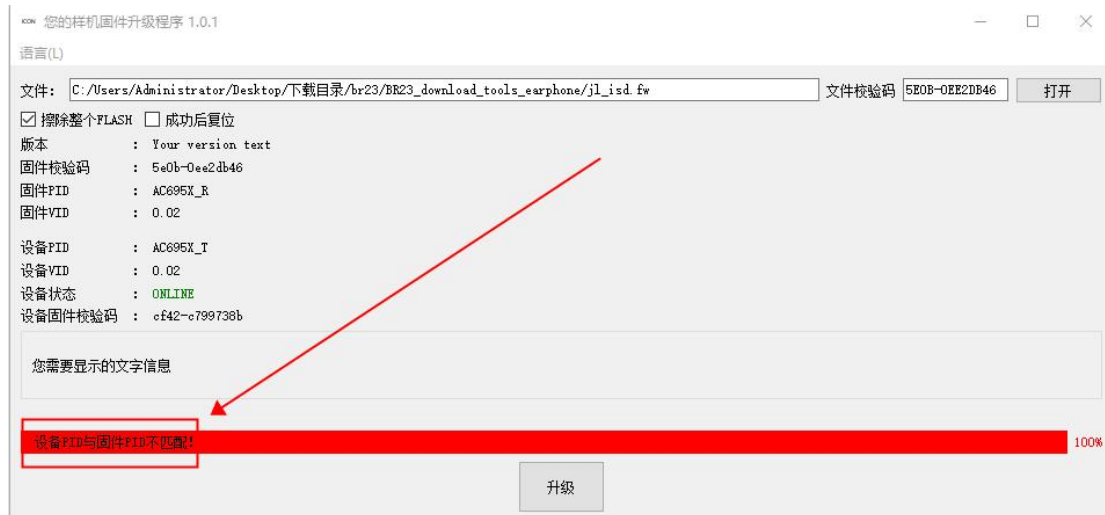 ICON 您的样机固件升级程序 1.0.1
语言(L)
文件: C:/Users/Administrator/Desktop/下载目录/br23/BR23_download_tools_earphone/jl_isd.fw 文件校验码 5E0B-0EE2DB46 打开
擦除整个FLASH 成功后复位
版本 : Your version text
固件校验码 : 5e0b-0ee2db46
固件PID : AC695X_R
固件VID : 0.02
设备PID : AC695X_T
设备VID : 0.02
设备状态 : ONLINE
设备固件校验码 : cf42-c799738b
您需要显示的文字信息
设备PID与固件PID不匹配! 100%
升级